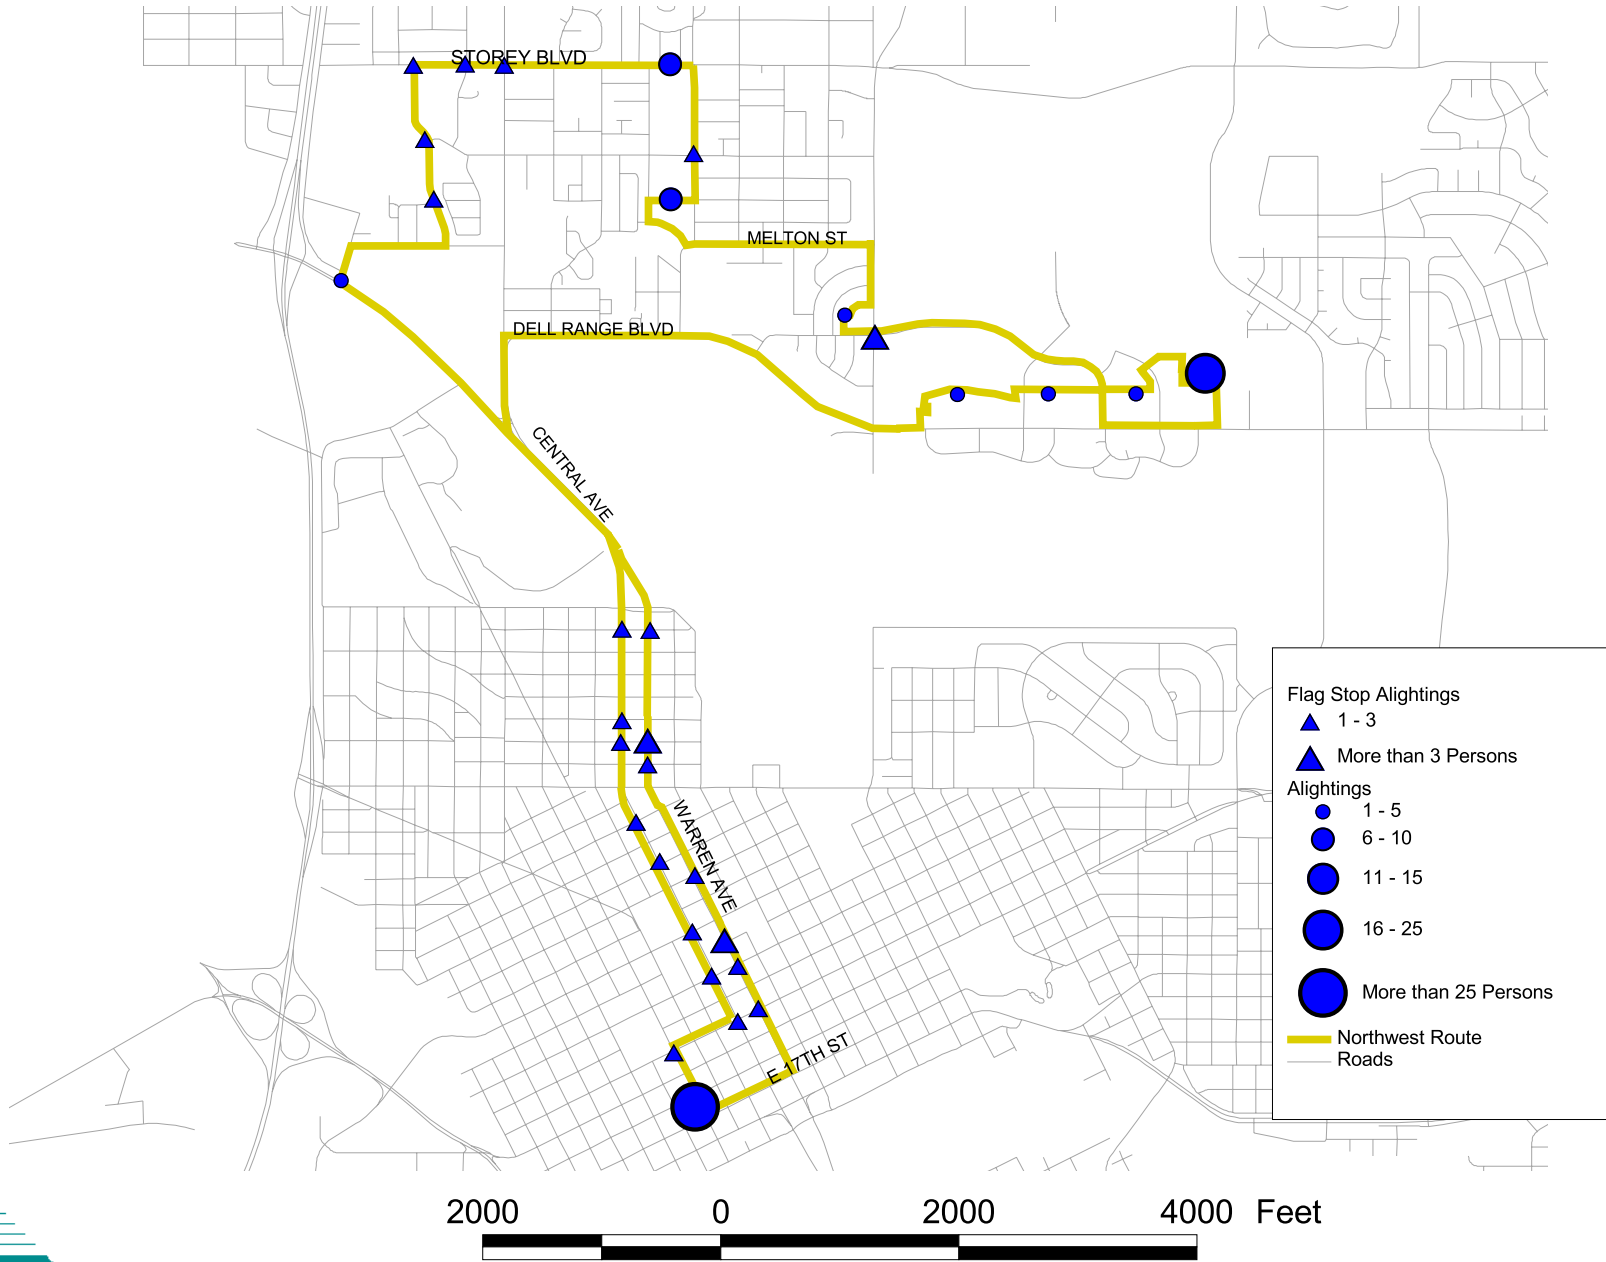 STOREY BLVD
MELTON ST
DELL RANGE BLVD
CENTRAL AVE
WARREN AVE
E 17TH ST
Flag Stop Alightings
1 - 3
More than 3 Persons
Alightings
1 - 5
6 - 10
11 - 15
16 - 25
More than 25 Persons
Northwest Route
Roads
2000 0 2000 4000 Feet